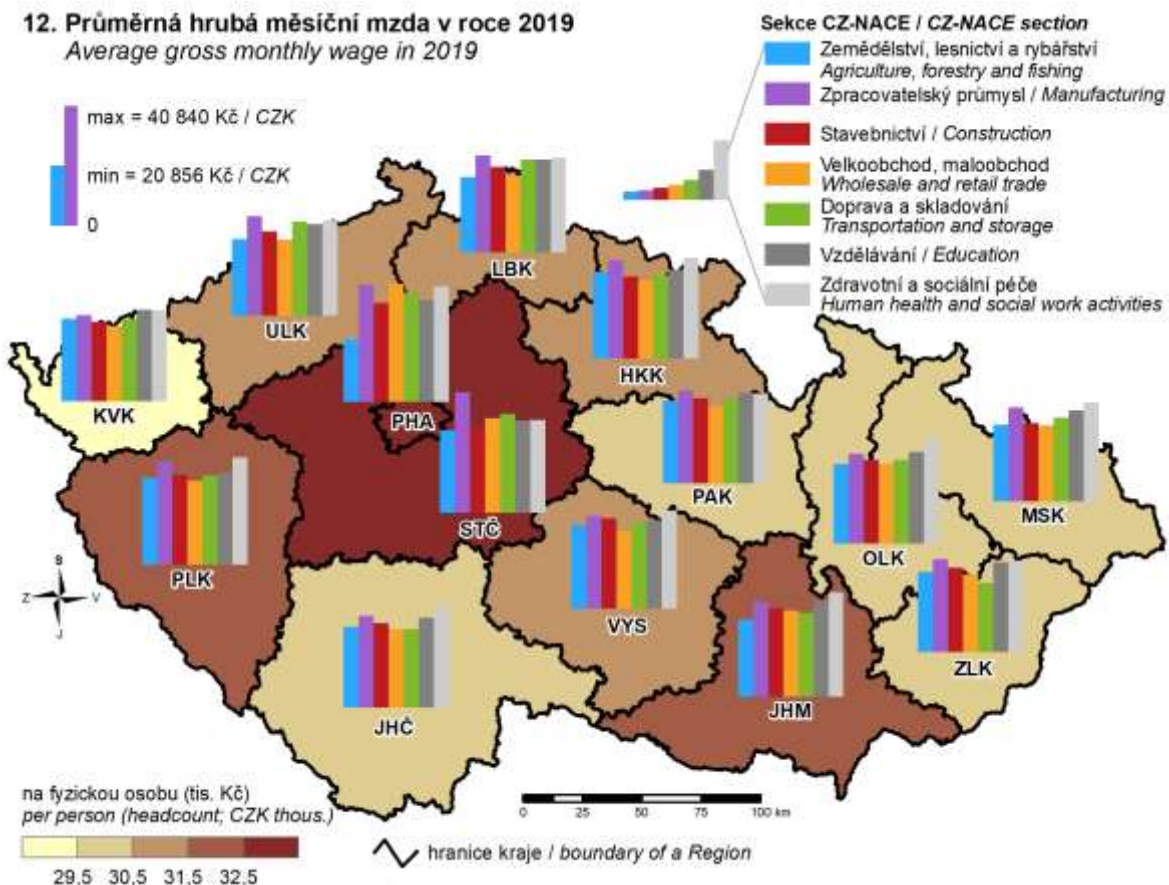 12. Průměrná hrubá měsíční mzda v roce 2019
Average gross monthly wage in 2019
max = 40 840 Kč / CZK
min = 20 856 Kč / CZK
0
Sekce CZ-NACE / CZ-NACE section
Zemědělství, lesnictví a rybářství
Agriculture, forestry and fishing
Zpracovatelský průmysl / Manufacturing
Stavebnictví / Construction
Velkoobchod, maloobchod
Wholesale and retail trade
Doprava a skladování
Transportation and storage
Vzdělávání / Education
Zdravotní a sociální péče
Human health and social work activities
LBK
ULK
HKK
KVK
PHA
PAK
MSK
STČ
OLK
PLK
VYS
ZLK
JHČ
JHM
S
Z
V
J
na fyzickou osobu (tis. Kč)
per person (headcount; CZK thous.)
29,5 30,5 31,5 32,5
0 25 50 75 100 km
hranice kraje / boundary of a Region